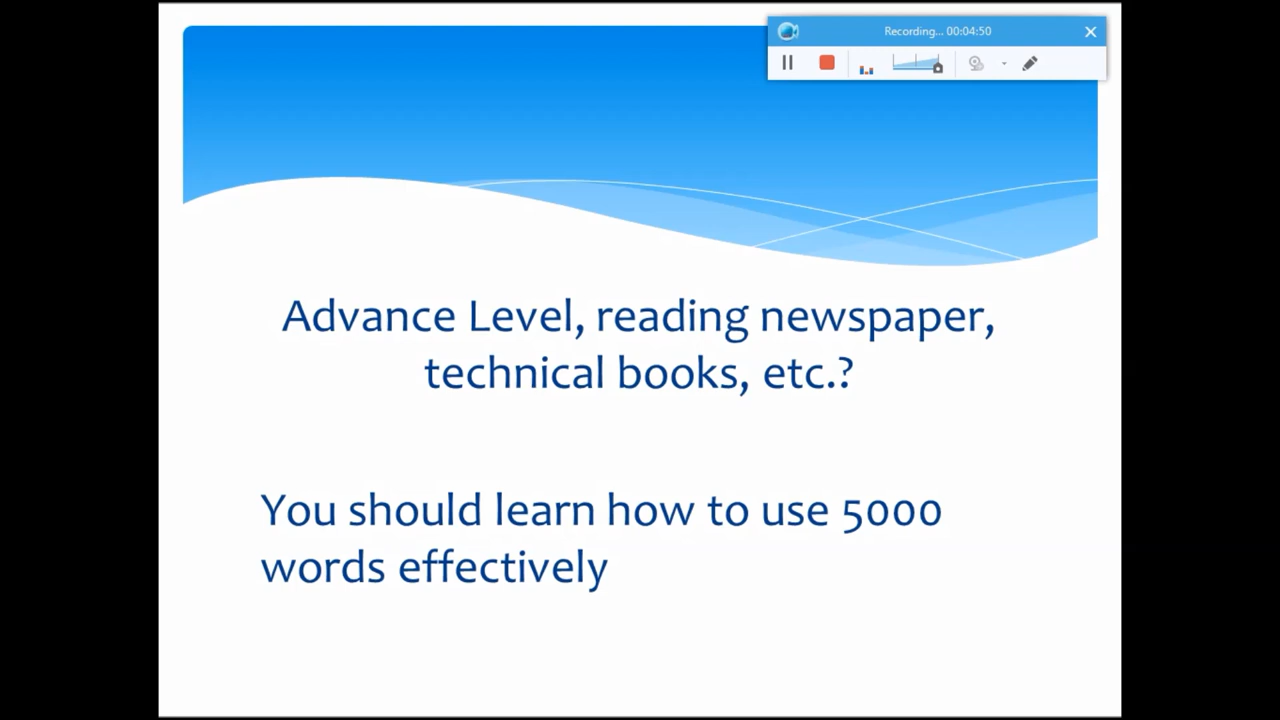 Recording... 00:04:50
Advance Level, reading newspaper,
technical books, etc.?
You should learn how to use 5000
words effectively